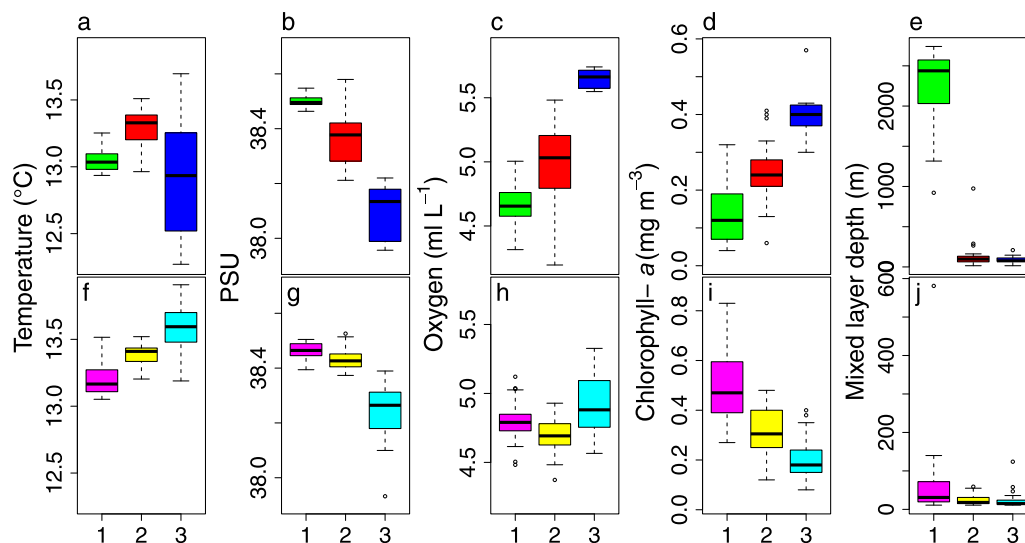 a
b
c
d
e
Temperature (°C)
12.5 13.0 13.5
PSU
38.0 38.4
Oxygen (ml L⁻¹)
4.5 5.0 5.5
Chlorophyll– a (mg m⁻³)
0.0 0.2 0.4 0.6
Mixed layer depth (m)
0 1000 2000
f
g
h
i
j
12.5 13.0 13.5
38.0 38.4
4.5 5.0
0.0 0.2 0.4 0.6 0.8
0 200 400 600
1 2 3
1 2 3
1 2 3
1 2 3
1 2 3